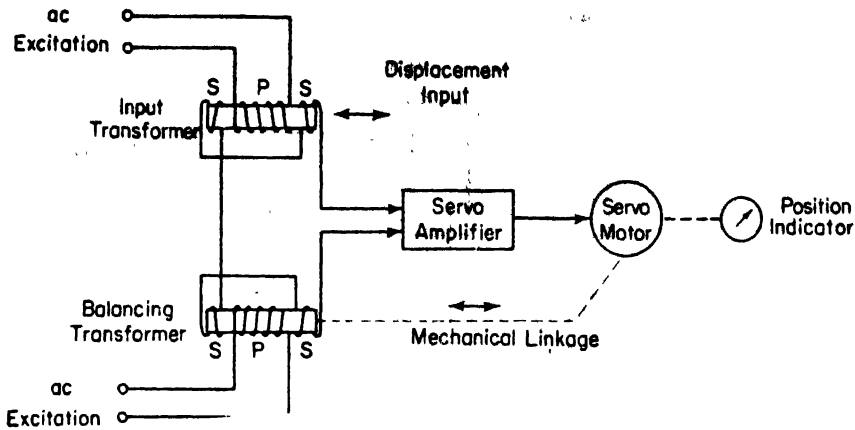 ac
Excitation
S P S
Input
Transformer
Displacement
Input
Servo
Amplifier
Servo
Motor
Position
Indicator
Balancing
Transformer
S P S
Mechanical Linkage
ac
Excitation